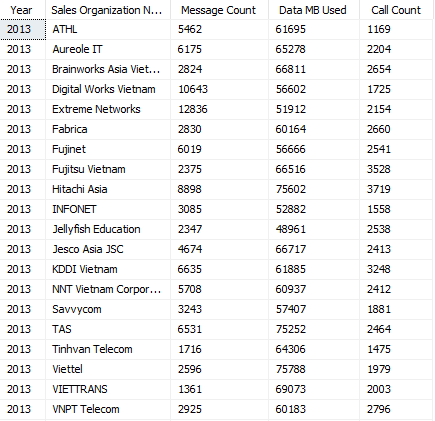 Year Sales Organization N... Message Count Data MB Used Call Count
2013 ATHL 5462 61695 1169
2013 Aureole IT 6175 65278 2204
2013 Brainworks Asia Viet... 2824 66811 2654
2013 Digital Works Vietnam 10643 56602 1725
2013 Extreme Networks 12836 51912 2154
2013 Fabrica 2830 60164 2660
2013 Fujinet 6019 56666 2541
2013 Fujitsu Vietnam 2375 66516 3528
2013 Hitachi Asia 8898 75602 3719
2013 INFONET 3085 52882 1558
2013 Jellyfish Education 2347 48961 2538
2013 Jesco Asia JSC 4674 66717 2413
2013 KDDI Vietnam 6635 61885 3248
2013 NNT Vietnam Corpor... 5708 60937 2412
2013 Savvycom 3243 57407 1881
2013 TAS 6531 75252 2464
2013 Tinhvan Telecom 1716 64306 1475
2013 Viettel 2596 75788 1979
2013 VIETTRANS 1361 69073 2003
2013 VNPT Telecom 2925 60183 2796